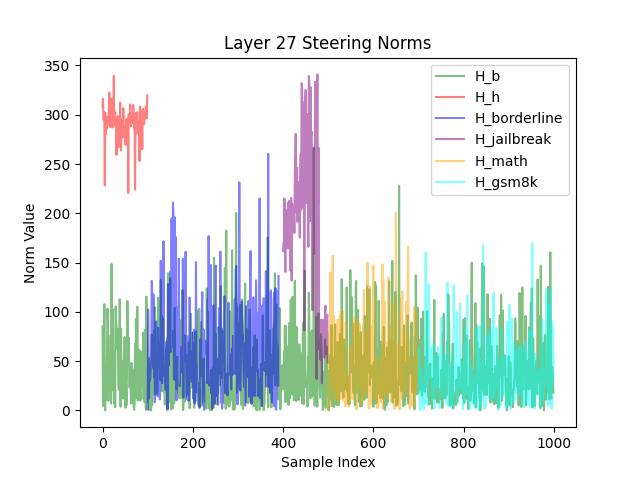 Layer 27 Steering Norms
350
300
250
200
150
100
50
0
Norm Value
0
200
400
600
800
1000
Sample Index
H_b
H_h
H_borderline
H_jailbreak
H_math
H_gsm8k